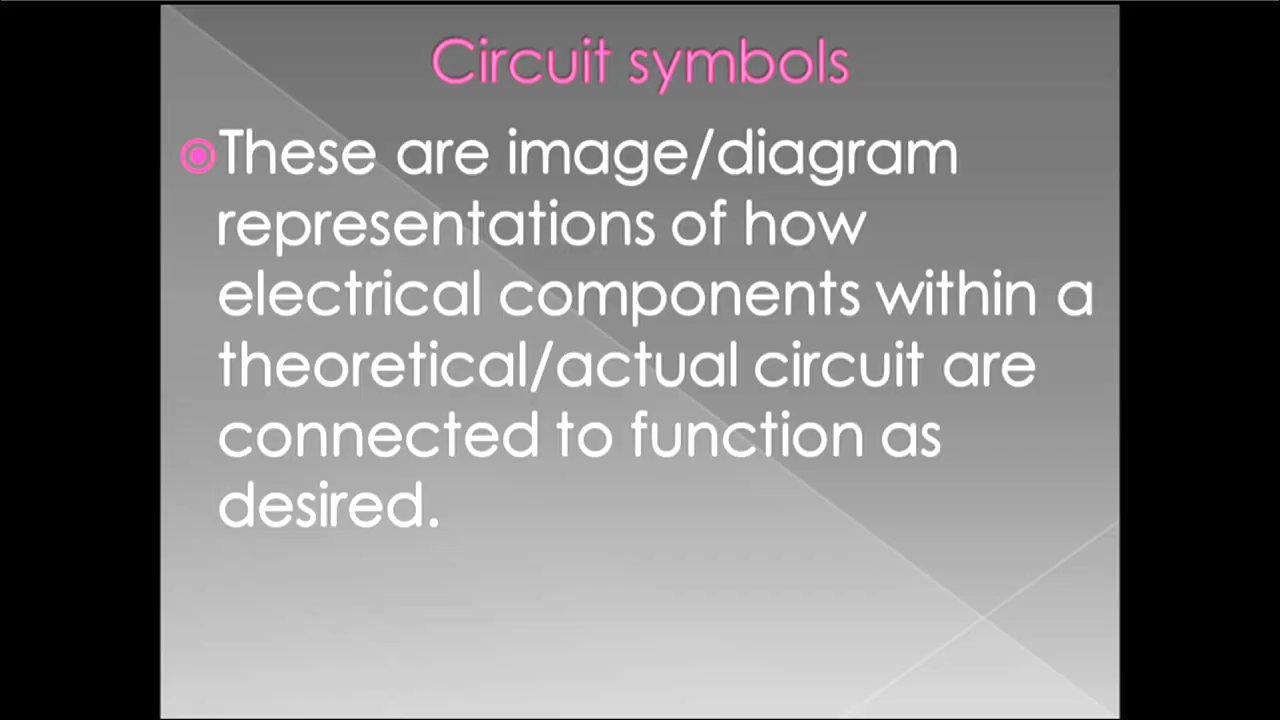 Circuit symbols
These are image/diagram
representations of how
electrical components within a
theoretical/actual circuit are
connected to function as
desired.